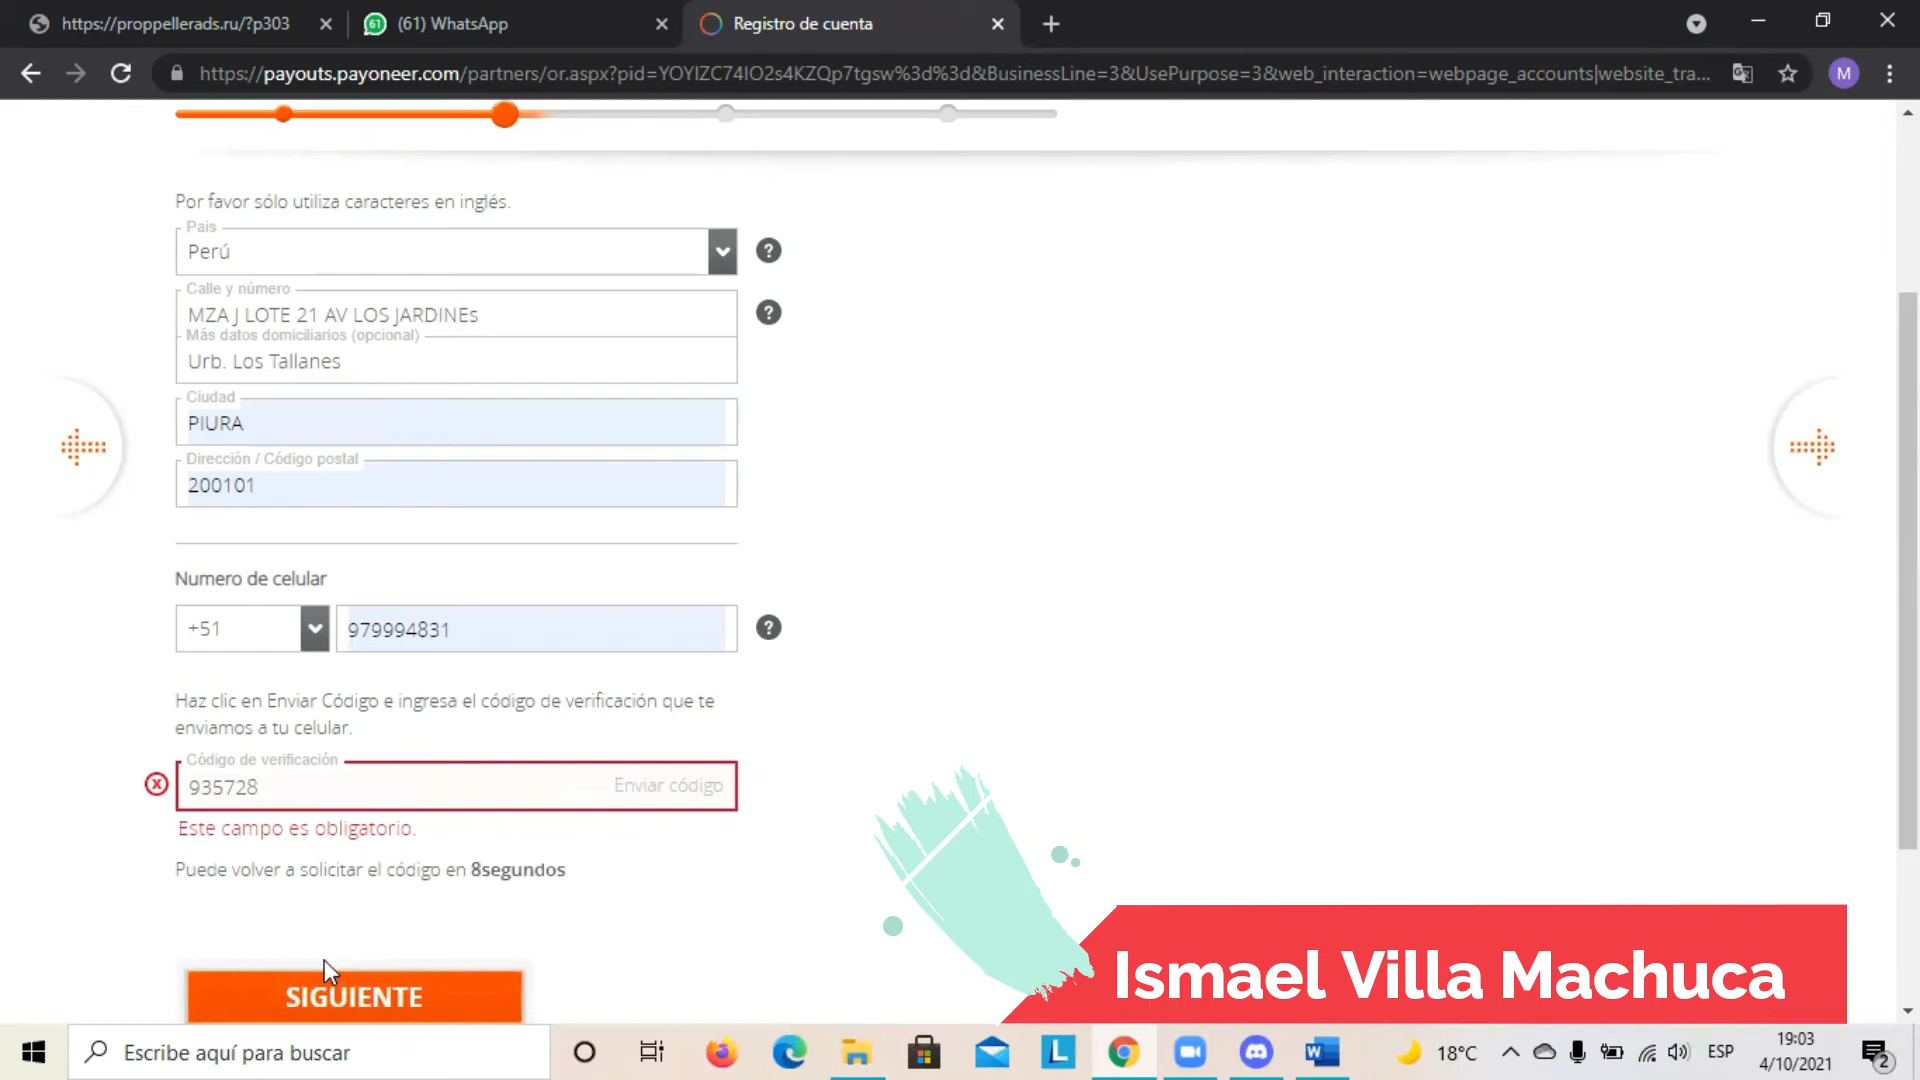 https://proppellerads.ru/?p303
(61) WhatsApp
Registro de cuenta
https://payouts.payoneer.com/partners/or.aspx?pid=YOYIZC74IO2s4KZQp7tgsw%3d%3d&BusinessLine=3&UsePurpose=3&web_interaction=webpage_accounts|website_tra...
M
Por favor sólo utiliza caracteres en inglés.
País
Perú
Calle y número
MZA J LOTE 21 AV LOS JARDINEs
Más datos domiciliarios (opcional)
Urb. Los Tallanes
Ciudad
PIURA
Dirección / Código postal
200101
Numero de celular
+51
979994831
Haz clic en Enviar Código e ingresa el código de verificación que te
enviamos a tu celular.
Código de verificación
935728
Enviar código
Este campo es obligatorio.
Puede volver a solicitar el código en 8segundos
SIGUIENTE
Ismael Villa Machuca
Escribe aquí para buscar
18°C
ESP
19:03
4/10/2021
2